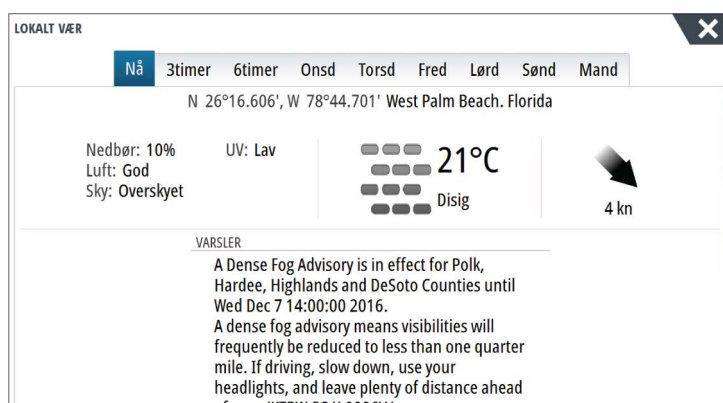 LOKALT VÆR
Nå 3timer 6timer Onsd Torsd Fred Lørd Sønd Mand
N 26°16.606', W 78°44.701' West Palm Beach. Florida
Nedbør: 10% UV: Lav
Luft: God
Sky: Overskyet
21°C
Disig
4 kn
VARSLER
A Dense Fog Advisory is in effect for Polk,
Hardee, Highlands and DeSoto Counties until
Wed Dec 7 14:00:00 2016.
A dense fog advisory means visibilities will
frequently be reduced to less than one quarter
mile. If driving, slow down, use your
headlights, and leave plenty of distance ahead